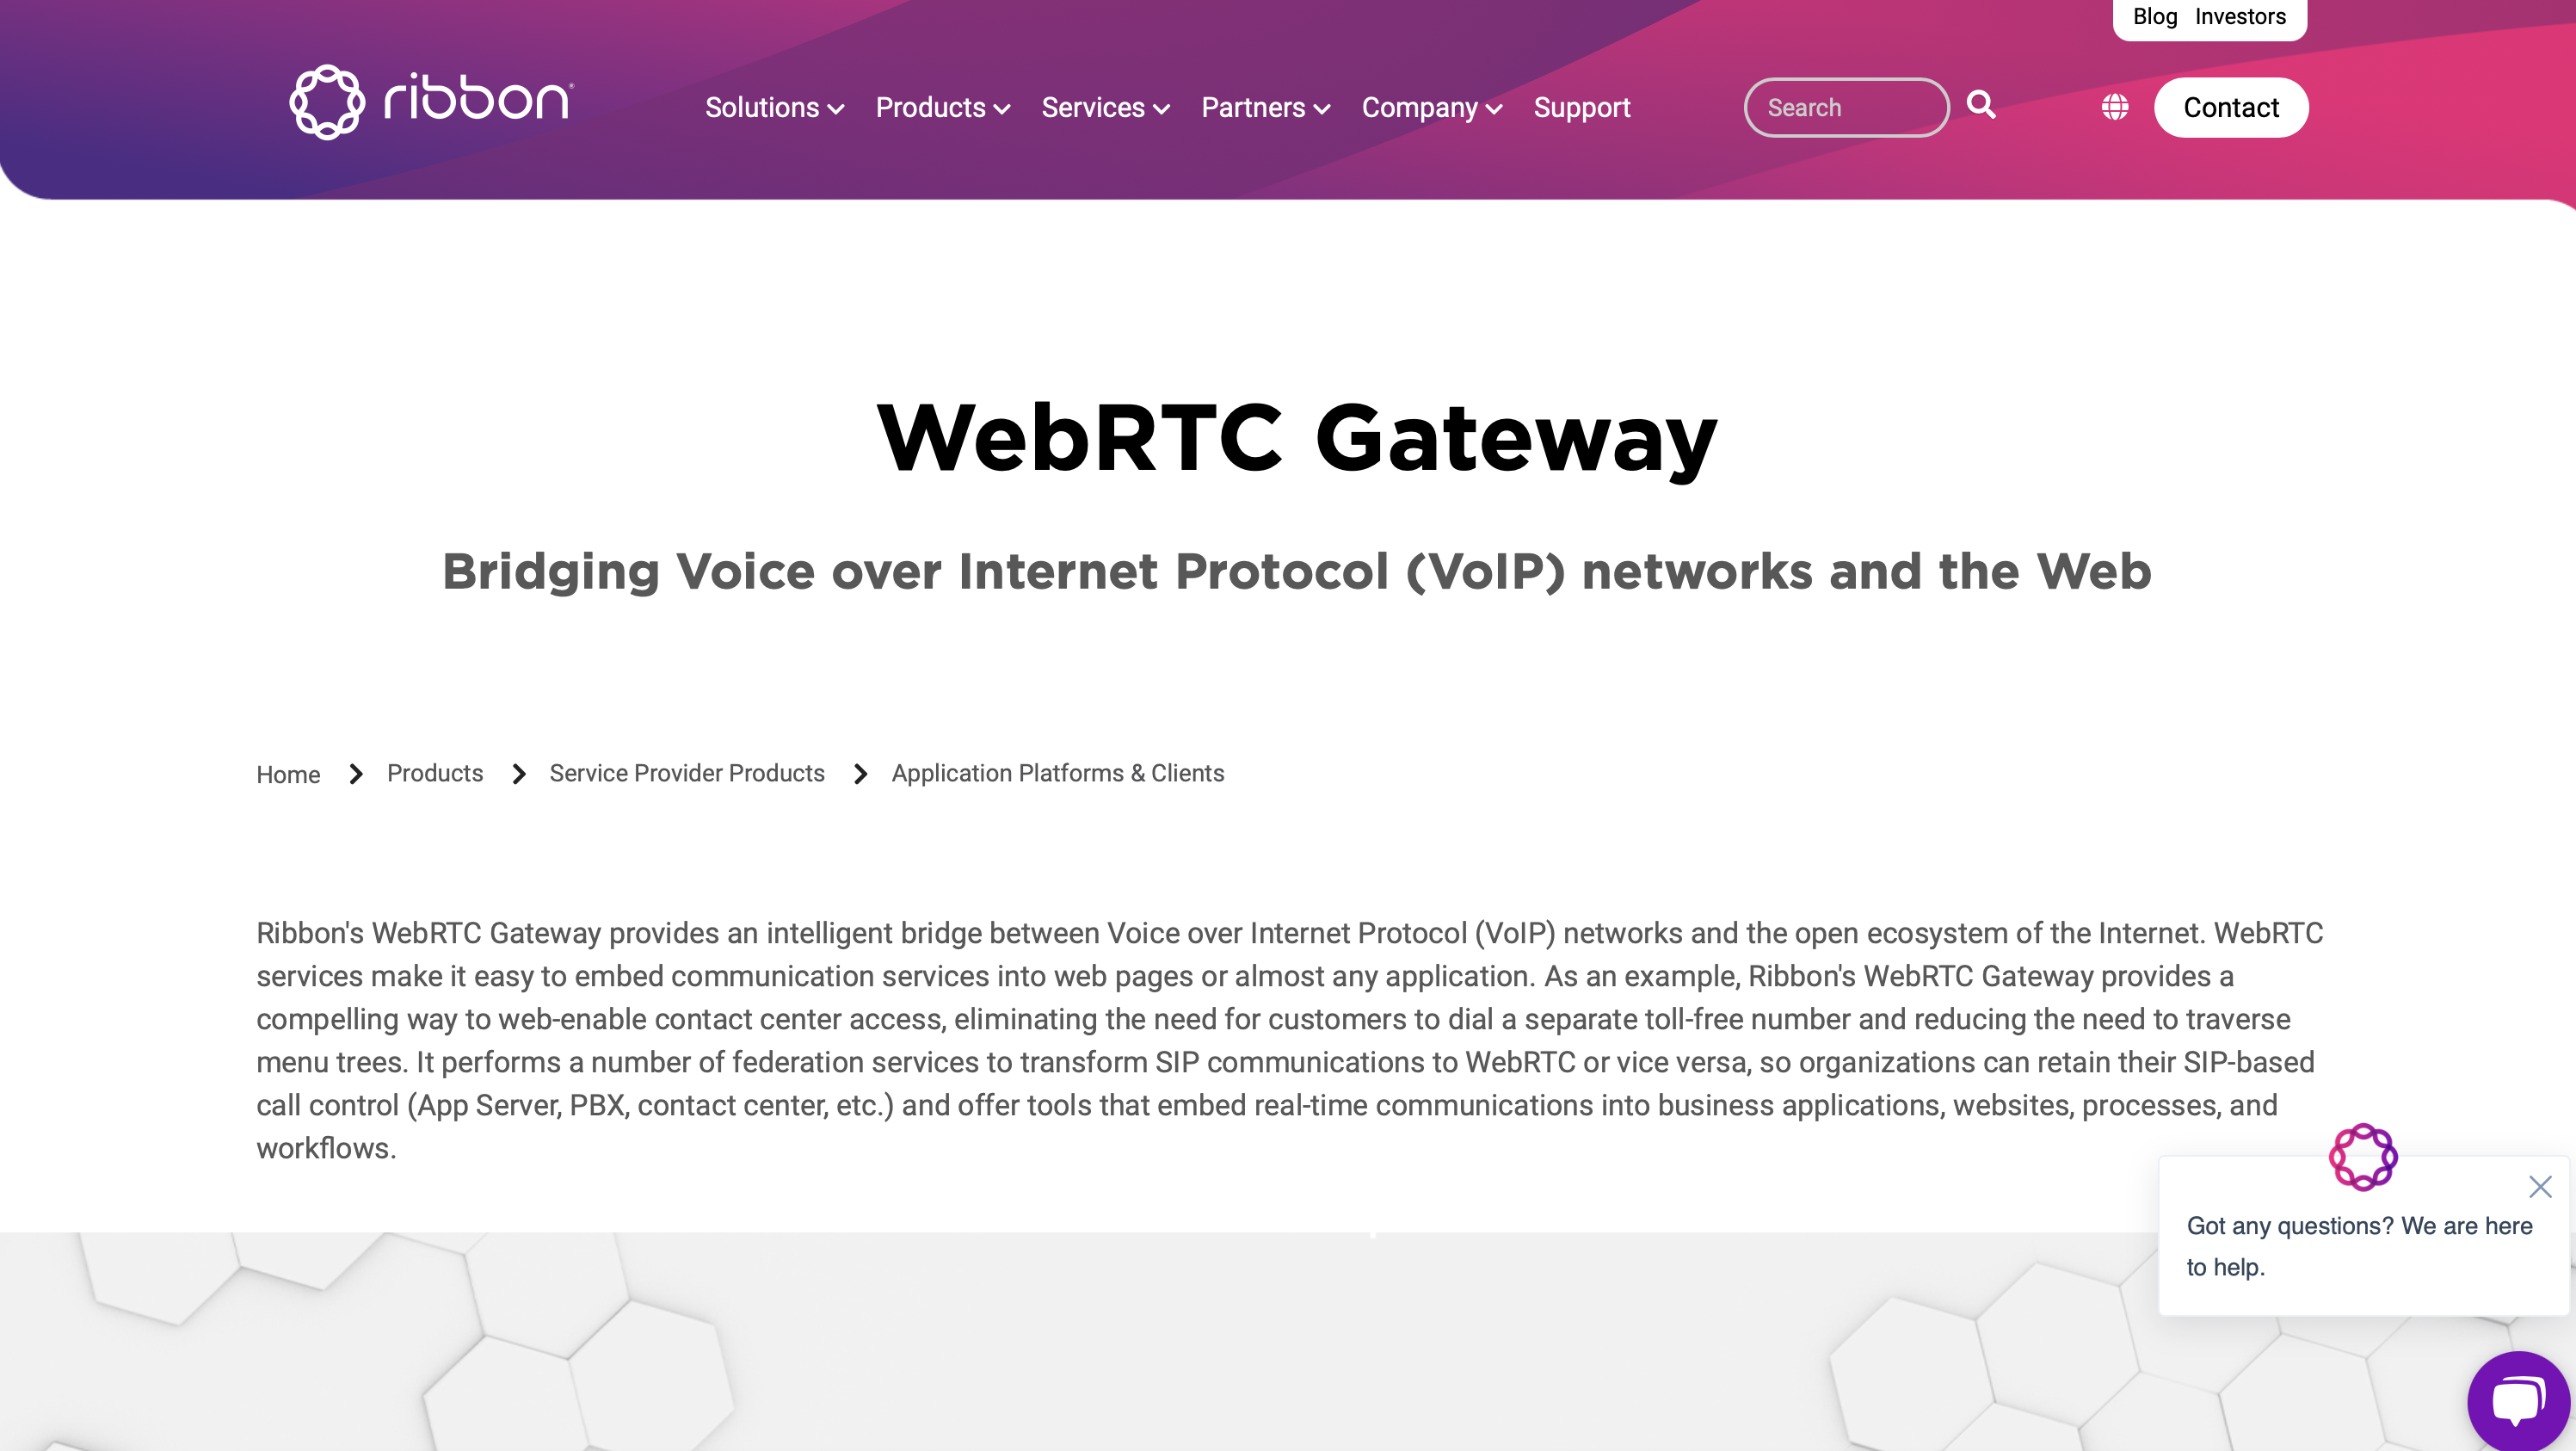 Blog Investors
ribbon®
Solutions Products Services Partners Company Support Search Contact
WebRTC Gateway
Bridging Voice over Internet Protocol (VoIP) networks and the Web
Home Products Service Provider Products Application Platforms & Clients
Ribbon's WebRTC Gateway provides an intelligent bridge between Voice over Internet Protocol (VoIP) networks and the open ecosystem of the Internet. WebRTC
services make it easy to embed communication services into web pages or almost any application. As an example, Ribbon's WebRTC Gateway provides a
compelling way to web-enable contact center access, eliminating the need for customers to dial a separate toll-free number and reducing the need to traverse
menu trees. It performs a number of federation services to transform SIP communications to WebRTC or vice versa, so organizations can retain their SIP-based
call control (App Server, PBX, contact center, etc.) and offer tools that embed real-time communications into business applications, websites, processes, and
workflows.
Got any questions? We are here
to help.